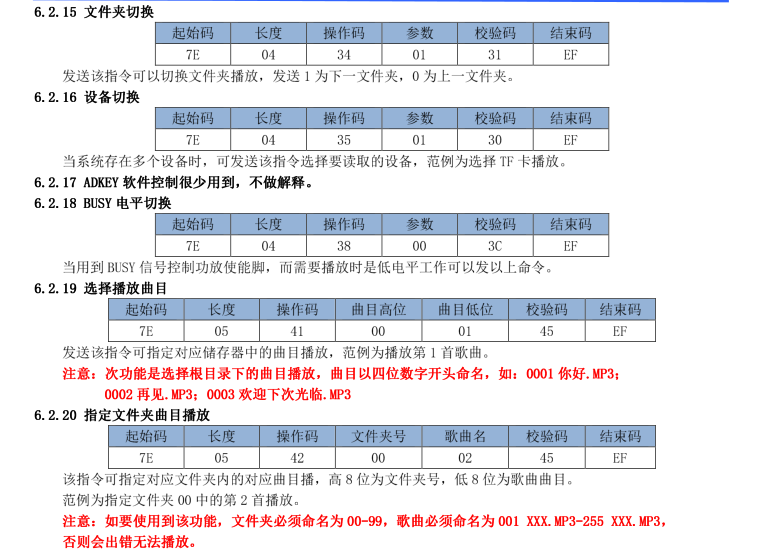 6.2.15 文件夹切换
起始码 长度 操作码 参数 校验码 结束码
7E 04 34 01 31 EF
发送该指令可以切换文件夹播放，发送 1 为下一文件夹，0 为上一文件夹。
6.2.16 设备切换
起始码 长度 操作码 参数 校验码 结束码
7E 04 35 01 30 EF
当系统存在多个设备时，可发送该指令选择要读取的设备，范例为选择 TF 卡播放。
6.2.17 ADKEY 软件控制很少用到，不做解释。
6.2.18 BUSY 电平切换
起始码 长度 操作码 参数 校验码 结束码
7E 04 38 00 3C EF
当用到 BUSY 信号控制功放使能脚，而需要播放时是低电平工作可以发以上命令。
6.2.19 选择播放曲目
起始码 长度 操作码 曲目高位 曲目低位 校验码 结束码
7E 05 41 00 01 45 EF
发送该指令可指定对应储存器中的曲目播放，范例为播放第 1 首歌曲。
注意：次功能是选择根目录下的曲目播放，曲目以四位数字开头命名，如：0001 你好.MP3；
0002 再见.MP3；0003 欢迎下次光临.MP3
6.2.20 指定文件夹曲目播放
起始码 长度 操作码 文件夹号 歌曲名 校验码 结束码
7E 05 42 00 02 45 EF
该指令可指定对应文件夹内的对应曲目播，高 8 位为文件夹号，低 8 位为歌曲曲目。
范例为指定文件夹 00 中的第 2 首播放。
注意：如要使用到该功能，文件夹必须命名为 00-99，歌曲必须命名为 001 XXX.MP3-255 XXX.MP3，
否则会出错无法播放。